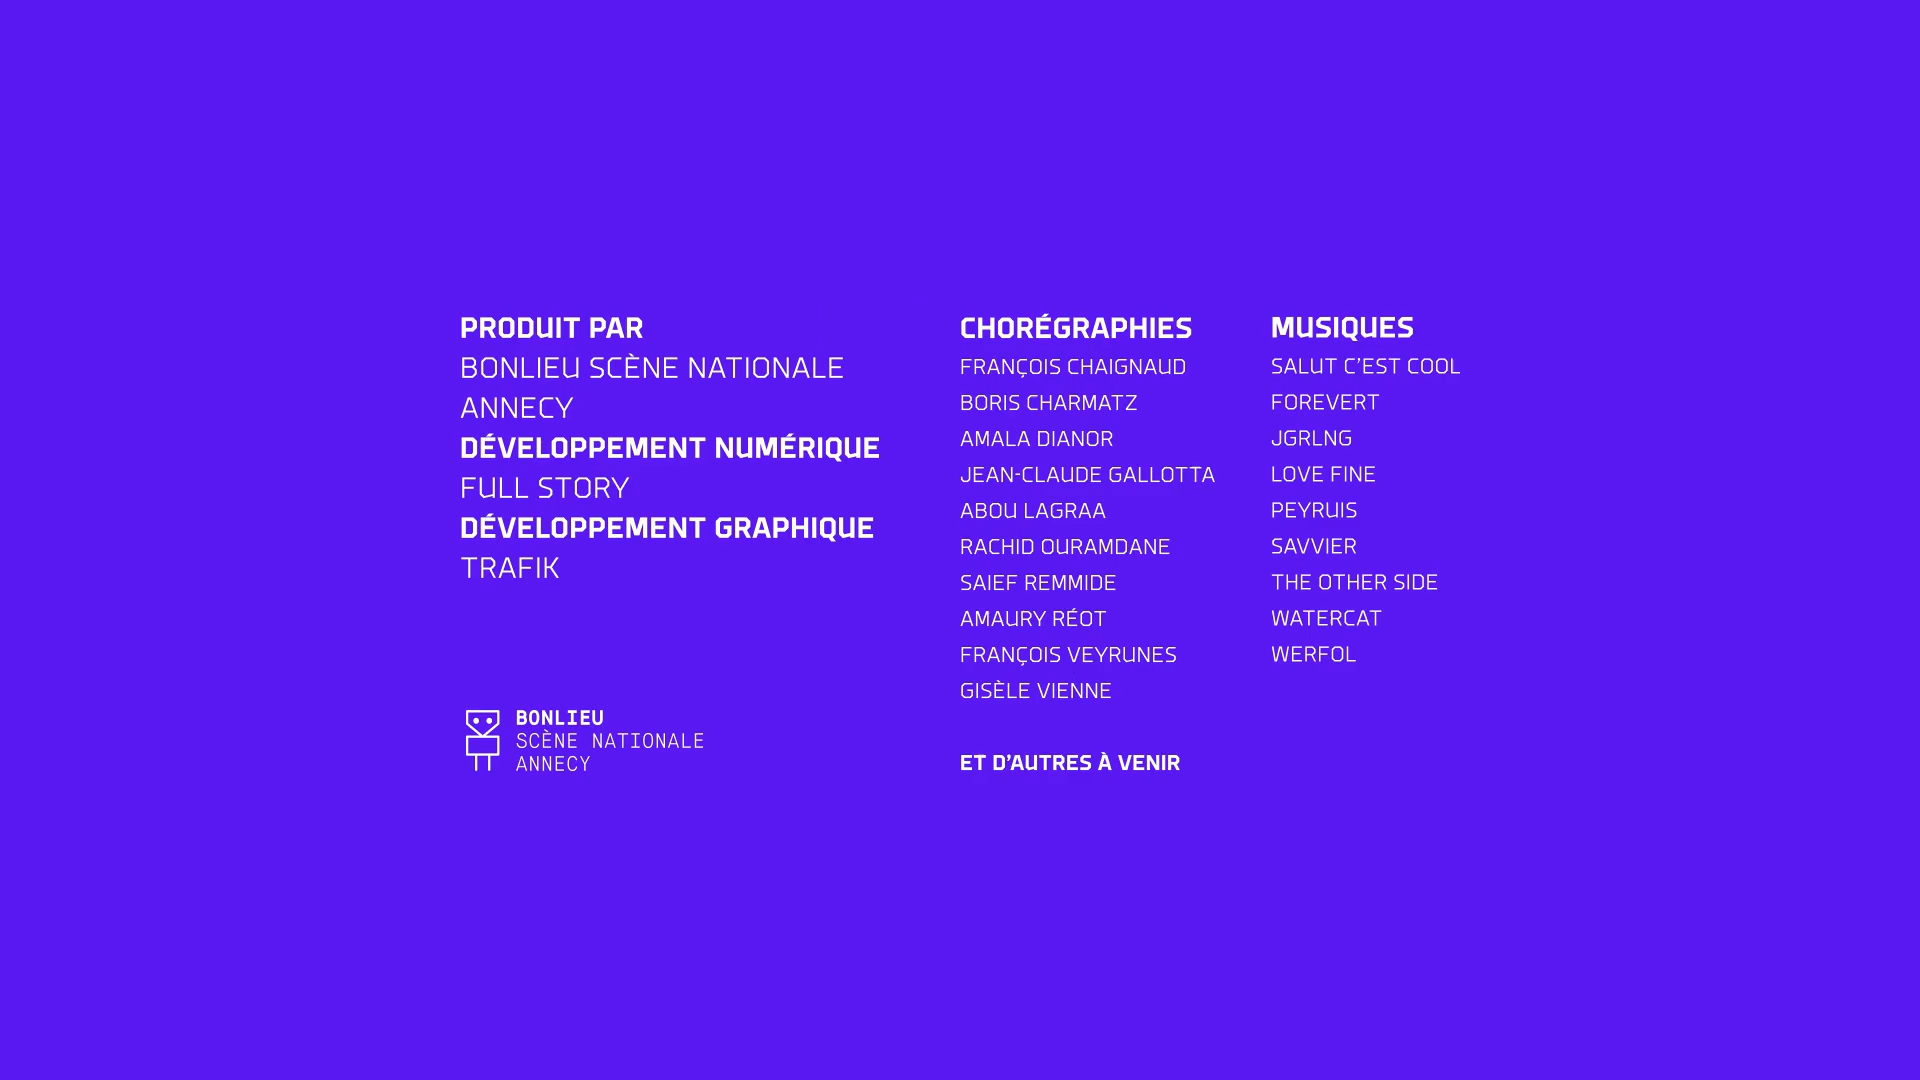 PRODUIT PAR
BONLIEU SCÈNE NATIONALE
ANNECY
DÉVELOPPEMENT NUMÉRIQUE
FULL STORY
DÉVELOPPEMENT GRAPHIQUE
TRAFIK
BONLIEU
SCÈNE NATIONALE
ANNECY
CHORÉGRAPHIES
FRANÇOIS CHAIGNAUD
BORIS CHARMATZ
AMALA DIANOR
JEAN-CLAUDE GALLOTTA
ABOU LAGRAA
RACHID OURAMDANE
SAIEF REMMIDE
AMAURY RÉOT
FRANÇOIS VEYRUNES
GISÈLE VIENNE
ET D’AUTRES À VENIR
MUSIQUES
SALUT C’EST COOL
FOREVERT
JGRLNG
LOVE FINE
PEYRUIS
SAVVIER
THE OTHER SIDE
WATERCAT
WERFOL